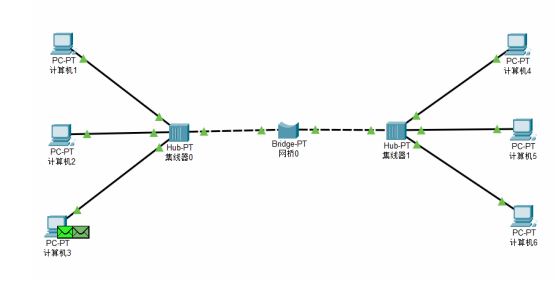 PC-PT
计算机1
PC-PT
计算机4
PC-PT
计算机2
Hub-PT
集线器0
Bridge-PT
网桥0
Hub-PT
集线器1
PC-PT
计算机5
PC-PT
计算机3
PC-PT
计算机6